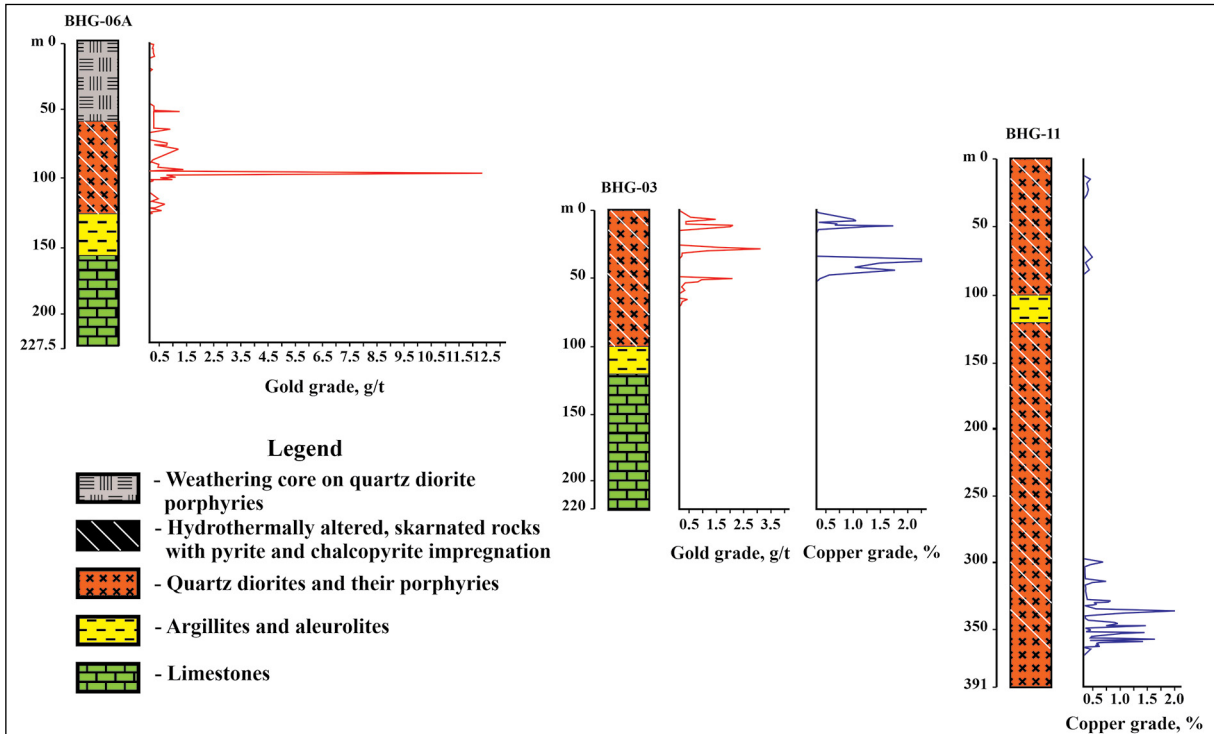 BHG-06A
m 0
50
100
150
200
227.5
0.5 1.5 2.5 3.5 4.5 5.5 6.5 7.5 8.5 9.5 10.5 11.5 12.5
Gold grade, g/t
BHG-03
m 0
50
100
150
200
220
0.5 1.5 2.5 3.5
Gold grade, g/t
0.5 1.0 1.5 2.0
Copper grade, %
BHG-11
m 0
50
100
150
200
250
300
350
391
0.5 1.0 1.5 2.0
Copper grade, %
Legend
- Weathering core on quartz diorite
porphyries
- Hydrothermally altered, skarnated rocks
with pyrite and chalcopyrite impregnation
- Quartz diorites and their porphyries
- Argillites and aleurolites
- Limestones